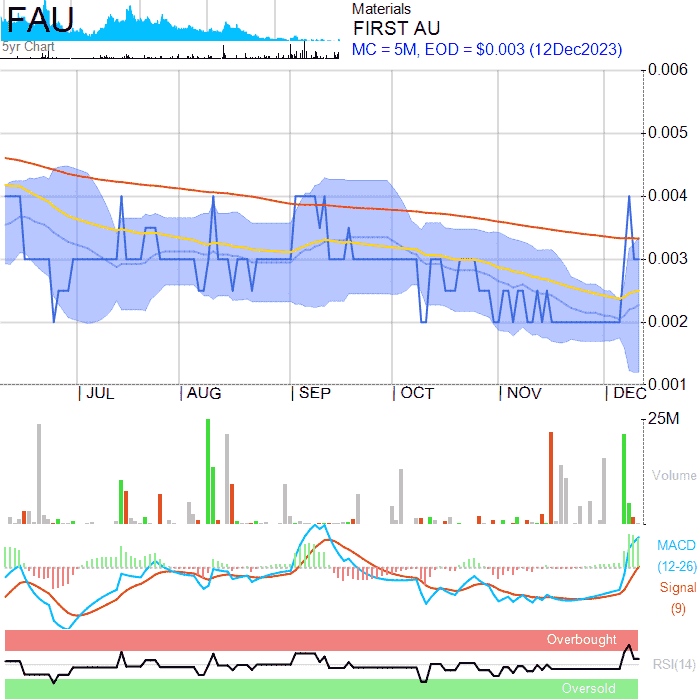 FAU
5yr Chart
Materials
FIRST AU
MC = 5M, EOD = $0.003 (12Dec2023)
0.006
0.005
0.004
0.003
0.002
0.001
JUL
AUG
SEP
OCT
NOV
DEC
25M
Volume
MACD
(12-26)
Signal
(9)
Overbought
RSI(14)
Oversold